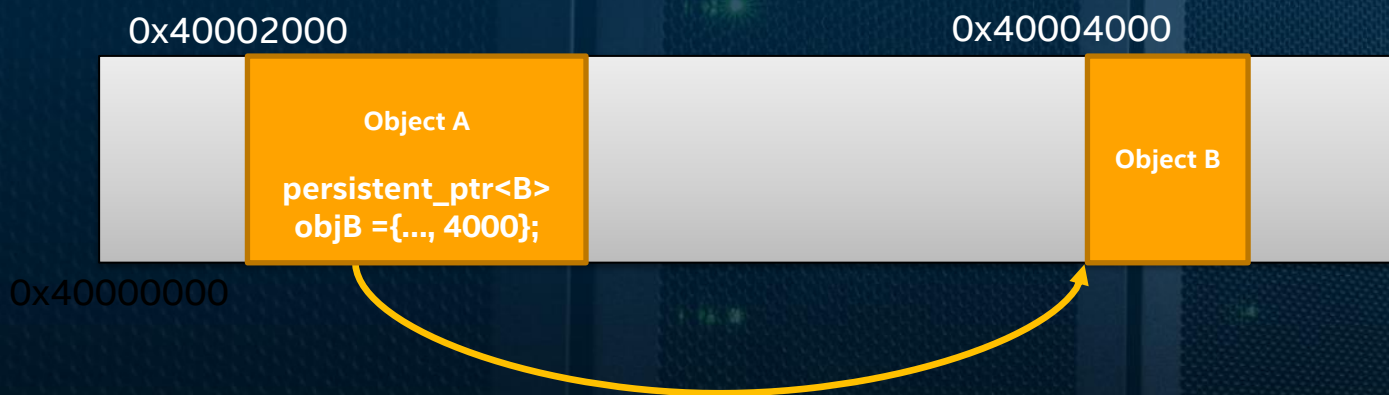 0x40002000
0x40004000
Object A
persistent_ptr<B>
objB ={..., 4000};
Object B
0x40000000